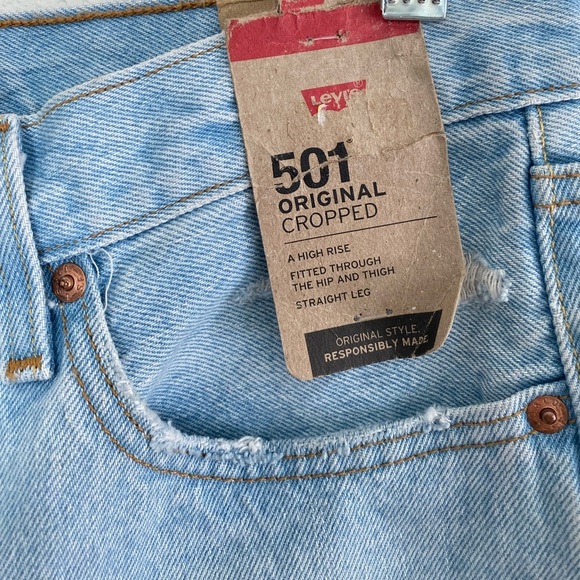 Levi's
501®
ORIGINAL
CROPPED
A HIGH RISE
FITTED THROUGH
THE HIP AND THIGH
STRAIGHT LEG
ORIGINAL STYLE.
RESPONSIBLY MADE